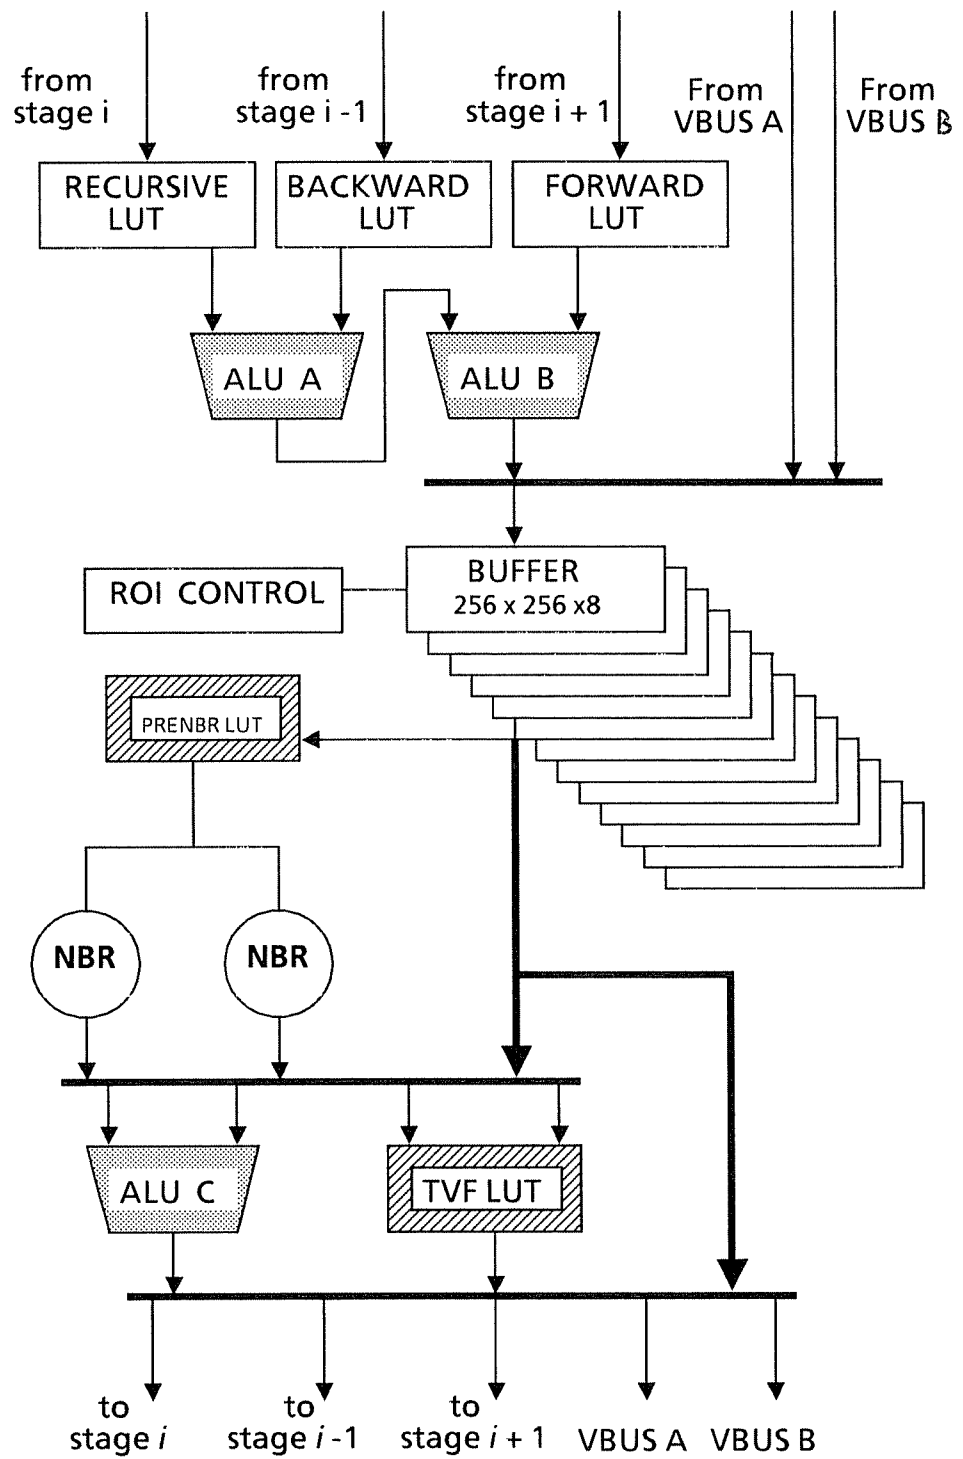 from
stage i
from
stage i -1
from
stage i + 1
From
VBUS A
From
VBUS B
RECURSIVE
LUT
BACKWARD
LUT
FORWARD
LUT
ALU A
ALU B
BUFFER
256 x 256 x8
ROI CONTROL
PRENBR LUT
NBR
NBR
ALU C
TVF LUT
to
stage i
to
stage i -1
to
stage i + 1
VBUS A
VBUS B